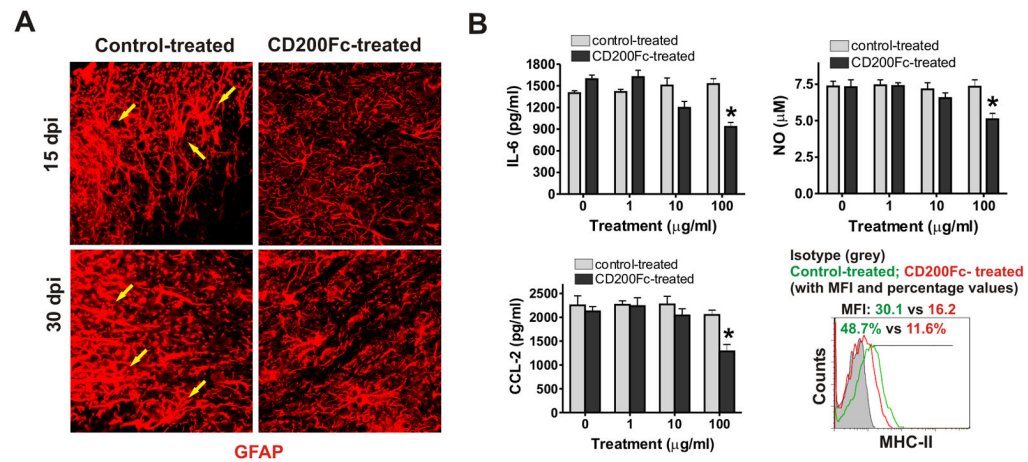 A
Control-treated CD200Fc-treated
15 dpi
30 dpi
GFAP
B
control-treated
CD200Fc-treated
IL-6
(pg/ml)
1800
1500
1200
900
600
300
0
*
0 1 10 100
Treatment (μg/ml)
control-treated
CD200Fc-treated
NO (μM)
10.0
7.5
5.0
2.5
0.0
*
0 1 10 100
Treatment (μg/ml)
control-treated
CD200Fc-treated
CCL-2 (pg/ml)
2500
2000
1500
1000
500
0
*
0 1 10 100
Treatment (μg/ml)
Isotype (grey)
Control-treated; CD200Fc- treated
(with MFI and percentage values)
MFI: 30.1 vs 16.2
48.7% vs 11.6%
Counts
MHC-II